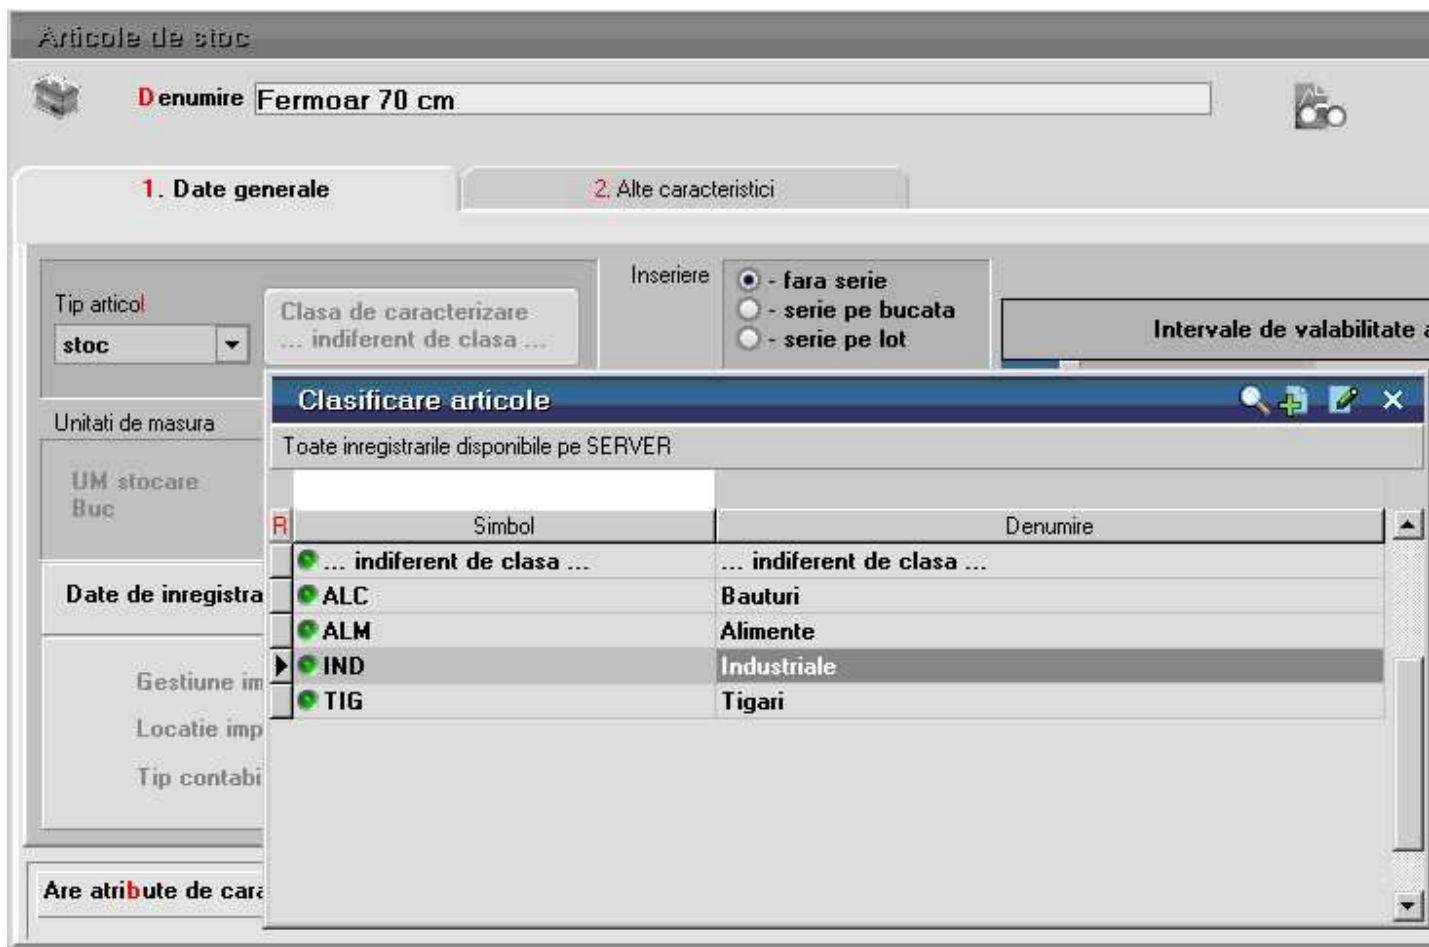 Articole de stoc
Denumire Fermoar 70 cm
1. Date generale
2. Alte caracteristici
Tip articol
stoc
Clasa de caracterizare
... indiferent de clasa ...
Inseriere
- fara serie
- serie pe bucata
- serie pe lot
Intervale de valabilitate
Unitati de masura
UM stocare
Buc
Clasificare articole
Toate inregistrarile disponibile pe SERVER
R Simbol Denumire
... indiferent de clasa ... ... indiferent de clasa ...
ALC Bauturi
ALM Alimente
IND Industriale
TIG Tigari
Date de inregistra
Gestiune im
Locatie imp
Tip contabi
Are atribute de cara